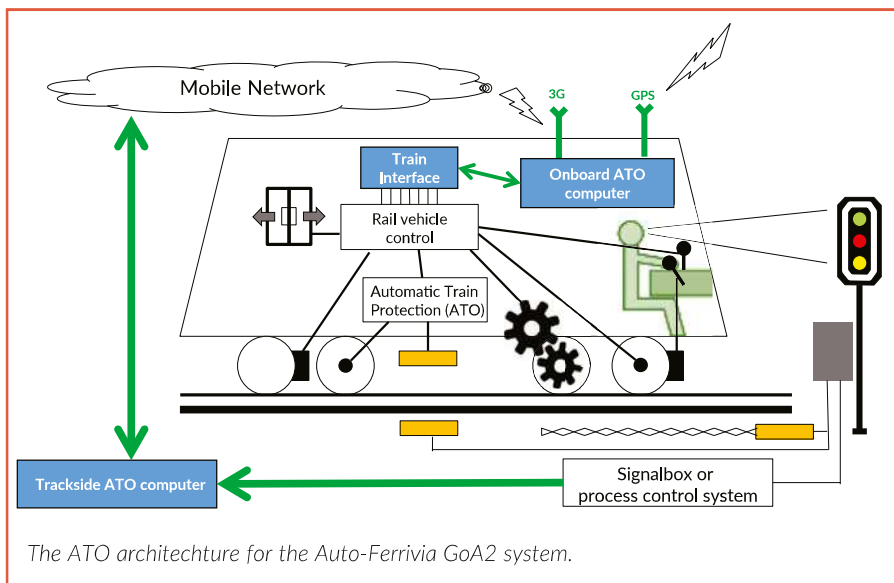 Mobile Network
3G
GPS
Train
Interface
Onboard ATO
computer
Rail vehicle
control
Automatic Train
Protection (ATO)
Trackside ATO computer
Signalbox or
process control system
The ATO architechture for the Auto-Ferrivia GoA2 system.